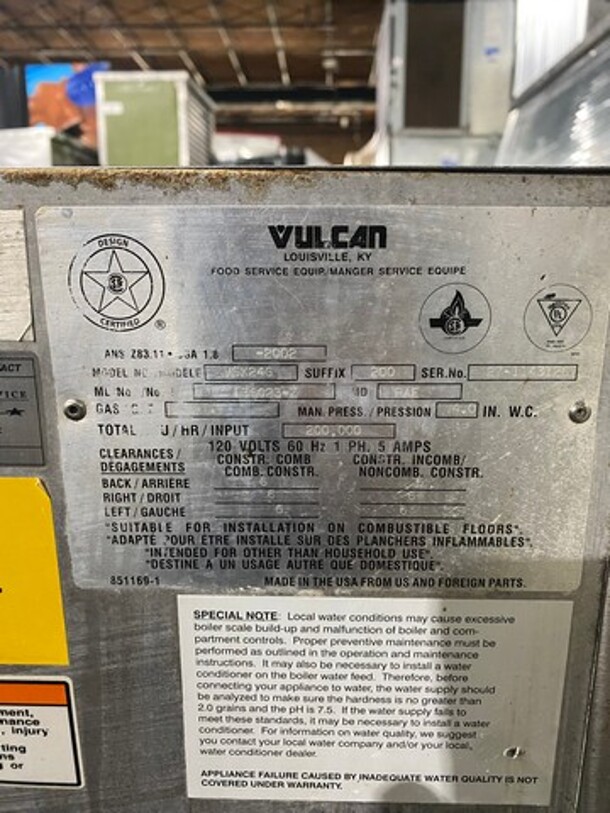 DESIGN
CERTIFIED
®
VULCAN
LOUISVILLE, KY
FOOD SERVICE EQUIP/MANGER SERVICE EQUIPE
ANS Z83.11 • 1.8 -2002
MODEL SUFFIX 200 SER.No.
ML No
GAS MAN. PRESS./PRESSION IN. W.C.
TOTAL U/HR/INPUT 200,000
120 VOLTS 60 Hz 1 PH. 5 AMPS
CLEARANCES/ CONSTR. COMB CONSTR. INCOMB/
DÉGAGEMENTS COMB. CONSTR. NONCOMB. CONSTR.
BACK/ARRIÈRE
RIGHT/DROIT
LEFT/GAUCHE 6
"SUITABLE FOR INSTALLATION ON COMBUSTIBLE FLOORS".
"ADAPTÉ POUR ÊTRE INSTALLE SUR DES PLANCHERS INFLAMMABLES".
"INTENDED FOR OTHER THAN HOUSEHOLD USE".
"DESTINE A UN USAGE AUTRE QUE DOMESTIQUE".
851169-1 MADE IN THE USA FROM US AND FOREIGN PARTS.
SPECIAL NOTE: Local water conditions may cause excessive
boiler scale build-up and malfunction of boiler and com-
partment controls. Proper preventive maintenance must be
performed as outlined in the operation and maintenance
instructions. It may also be necessary to install a water
conditioner on the boiler water feed. Therefore, before
connecting your appliance to water, the water supply should
be analyzed to make sure the hardness is no greater than
2.0 grains and the pH is 7.5. If the water supply fails to
meet these standards, it may be necessary to install a water
conditioner. For information on water quality, we suggest
you contact your local water company and/or your local,
water conditioner dealer.
APPLIANCE FAILURE CAUSED BY INADEQUATE WATER QUALITY IS NOT
COVERED UNDER WARRANTY.
ment,
nance
, injury
or